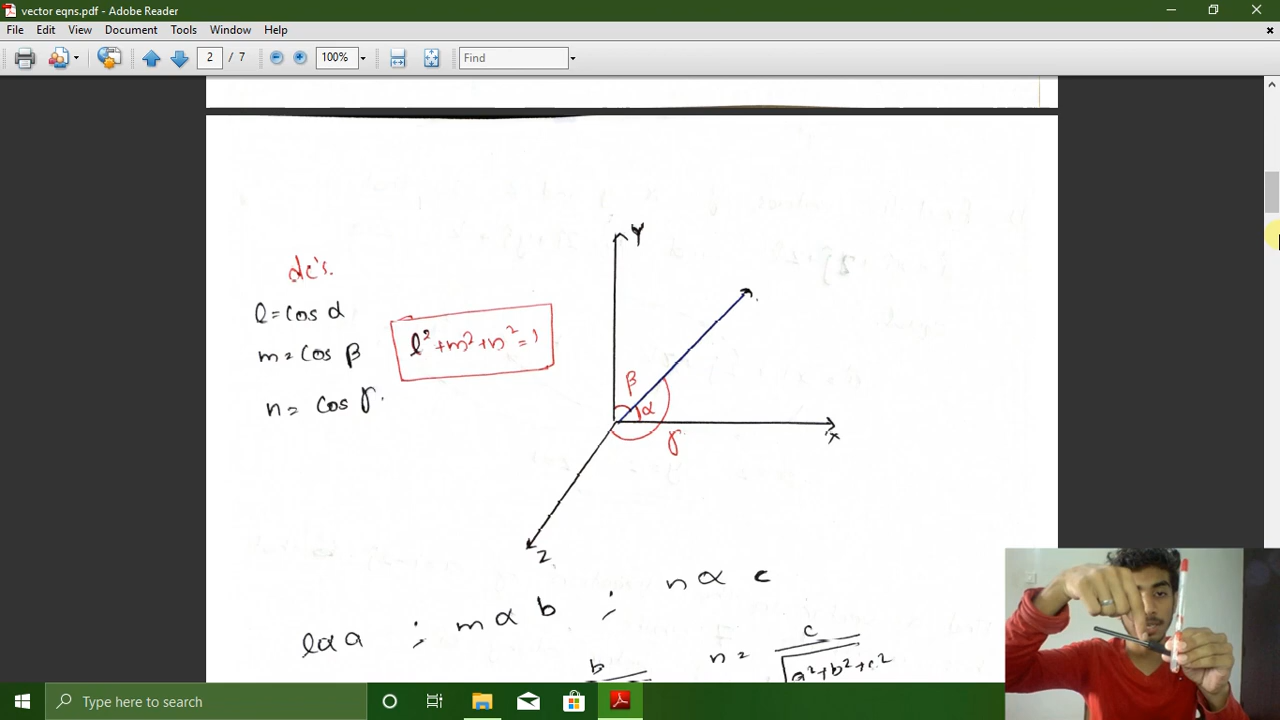 vector eqns.pdf - Adobe Reader
File Edit View Document Tools Window Help
2 / 7 100% Find
Y
dc's.
l = cos α
m = cos β
n = cos γ.
l² + m² + n² = 1
β
α
γ
X
Z
l α a ; m α b ; n α c
b
n = c
√a²+b²+c²
Type here to search